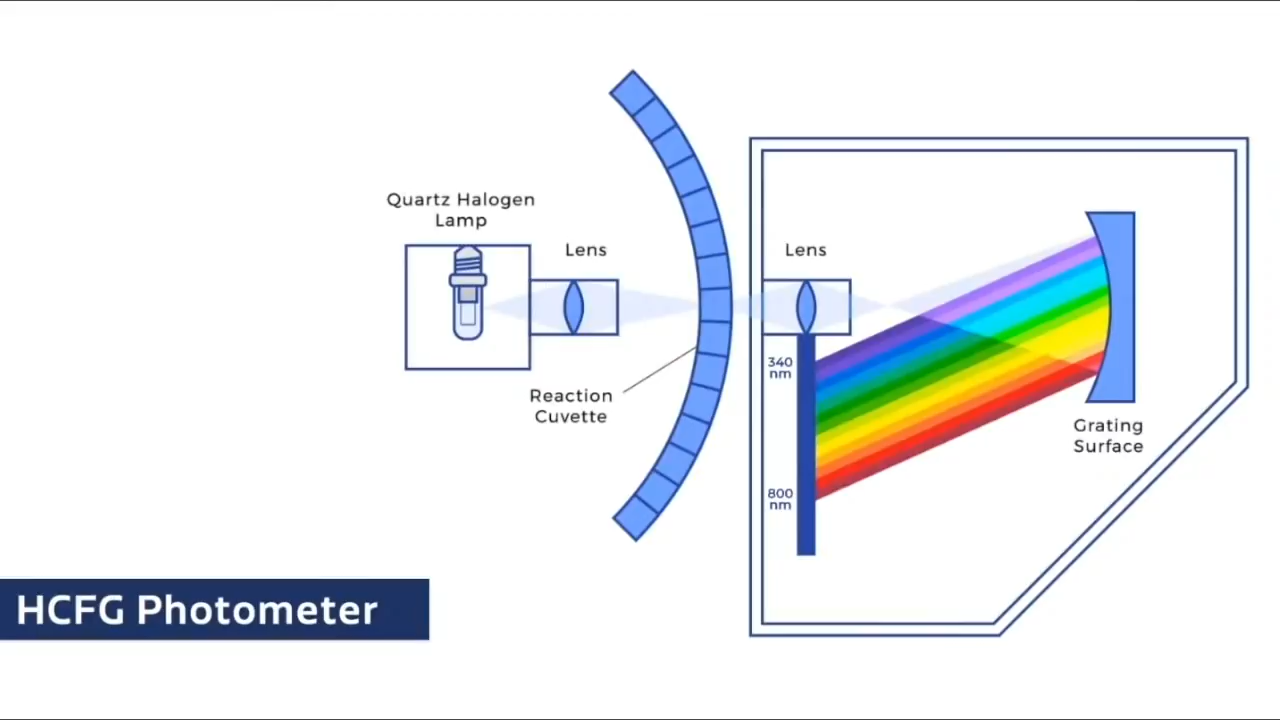 Quartz Halogen
Lamp
Lens
Reaction
Cuvette
Lens
340
nm
800
nm
Grating
Surface
HCFG Photometer